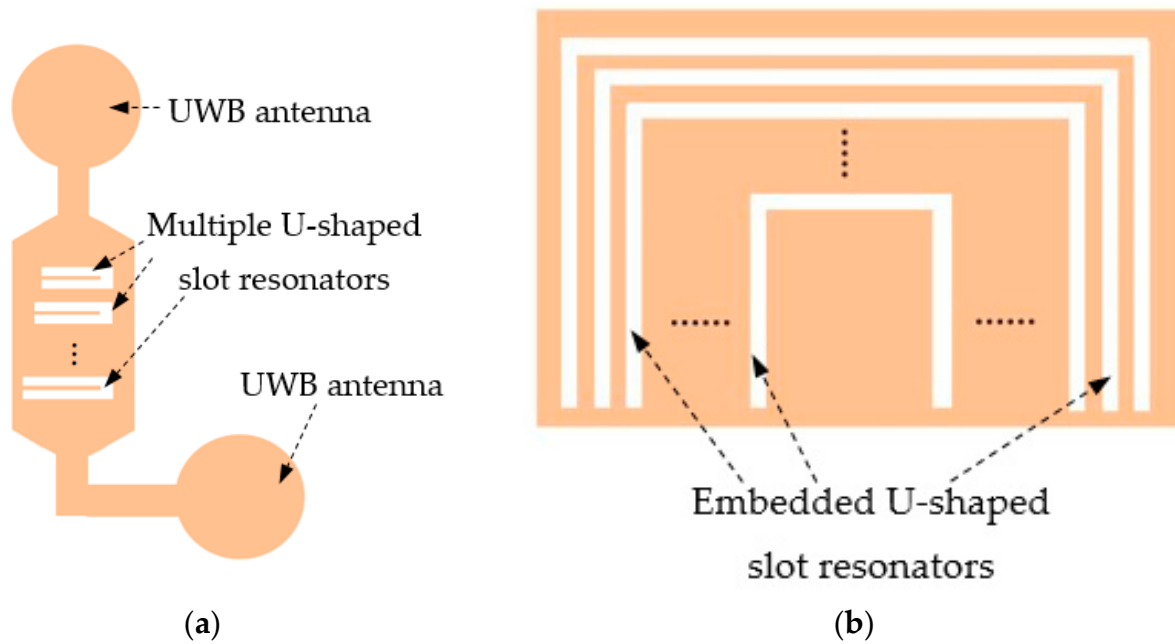 UWB antenna
Multiple U-shaped
slot resonators
UWB antenna
(a)
Embedded U-shaped
slot resonators
(b)